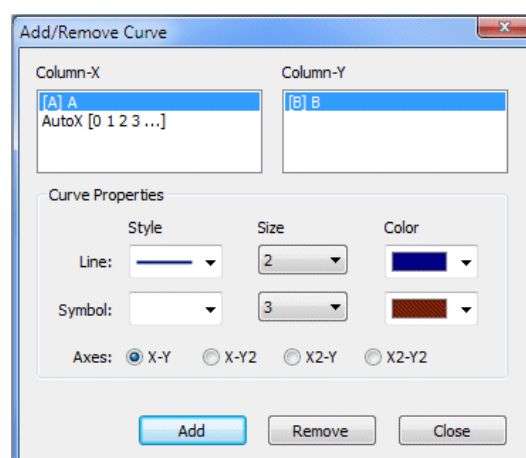 Add/Remove Curve
Column-X Column-Y
[A] A [B] B
AutoX [0 1 2 3 ...]
Curve Properties
Style Size Color
Line: 2
Symbol: 3
Axes: X-Y X-Y2 X2-Y X2-Y2
Add Remove Close